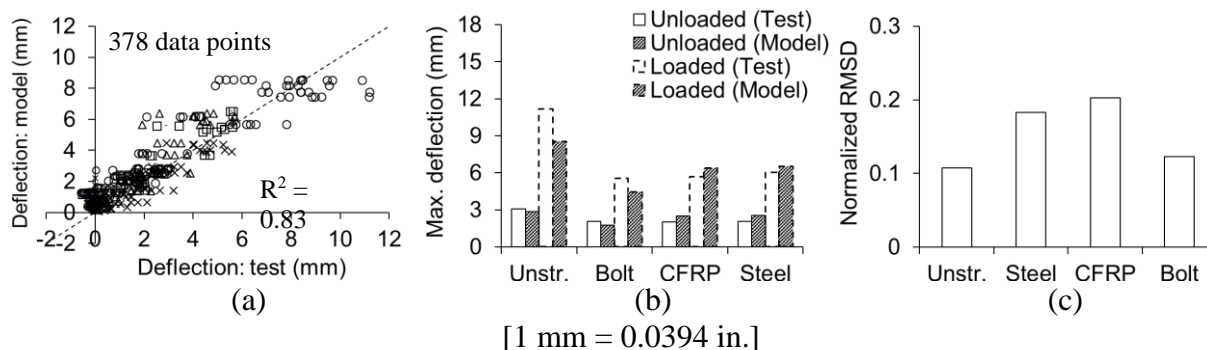 Deflection: model (mm)
12
10
8
6
4
2
0
-2
378 data points
R² =
0.83
-2 0 2 4 6 8 10 12
Deflection: test (mm)
(a)
Max. deflection (mm)
18
15
12
9
6
3
0
Unloaded (Test)
Unloaded (Model)
Loaded (Test)
Loaded (Model)
Unstr. Bolt CFRP Steel
(b)
Normalized RMSD
0.3
0.2
0.1
0
Unstr. Steel CFRP Bolt
(c)
[1 mm = 0.0394 in.]